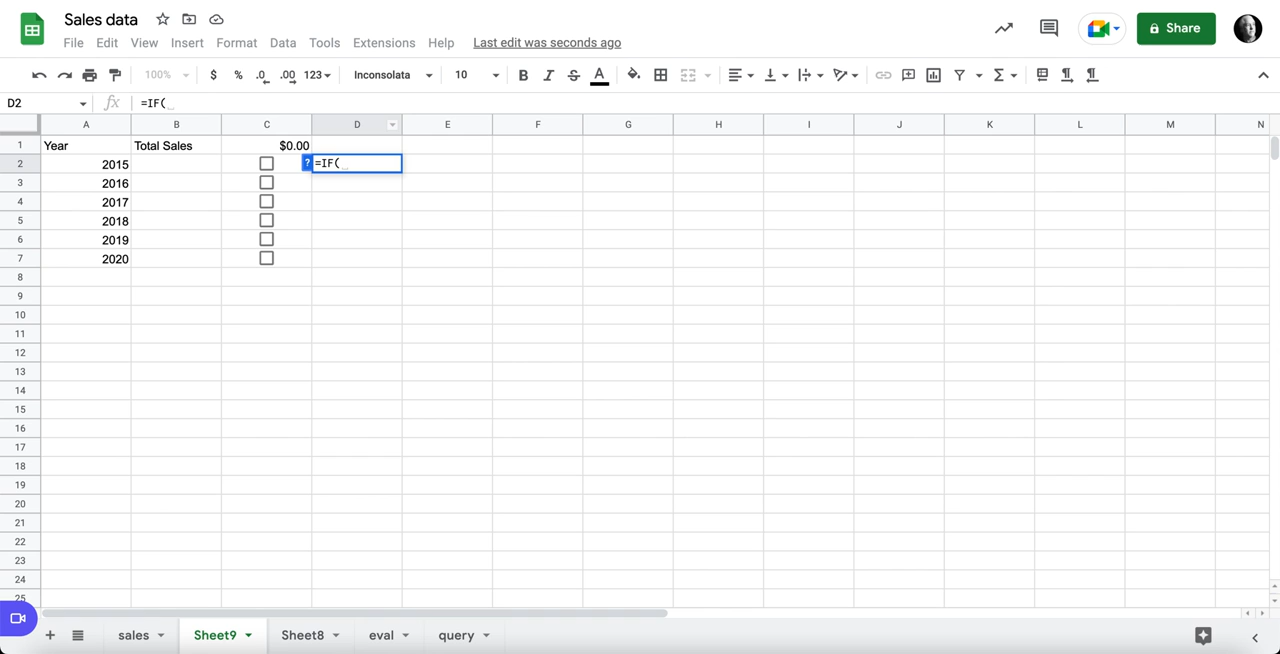 Sales data
File Edit View Insert Format Data Tools Extensions Help Last edit was seconds ago
Share
100% $ % .0 .00 123 Inconsolata 10 B I S A
D2 fx =IF(
A B C D E F G H I J K L M N
1 Year Total Sales $0.00
2 2015 ? =IF(
3 2016
4 2017
5 2018
6 2019
7 2020
8
9
10
11
12
13
14
15
16
17
18
19
20
21
22
23
24
25
sales Sheet9 Sheet8 eval query